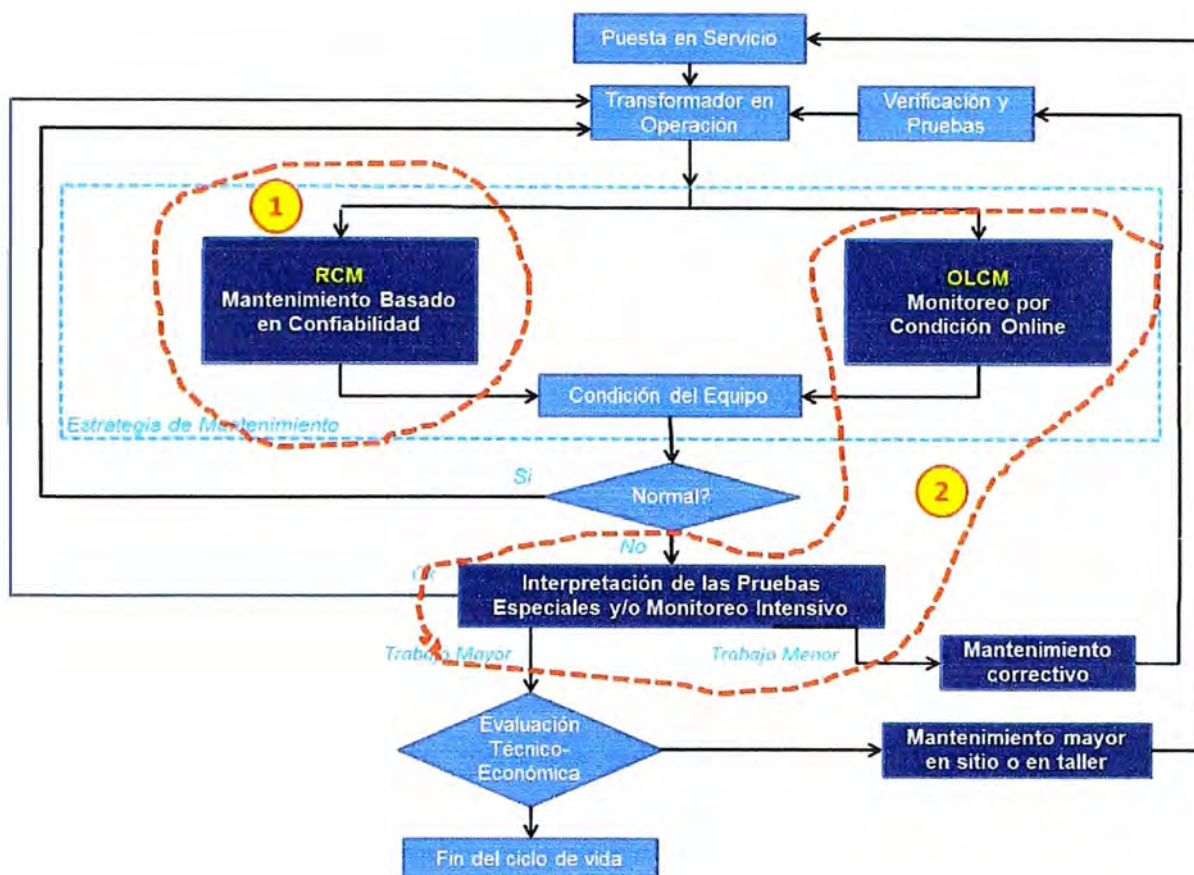 Puesta en Servicio
Transformador en
Operación
Verificación y
Pruebas
1
RCM
Mantenimiento Basado
en Confiabilidad
OLCM
Monitoreo por
Condición Online
Condición del Equipo
Estrategia de Mantenimiento
Si
Normal?
2
No
Ok
Interpretación de las Pruebas
Especiales y/o Monitoreo Intensivo
Trabajo Mayor
Trabajo Menor
Mantenimiento
correctivo
Evaluación
Técnico-
Económica
Mantenimiento mayor
en sitio o en taller
Fin del ciclo de vida